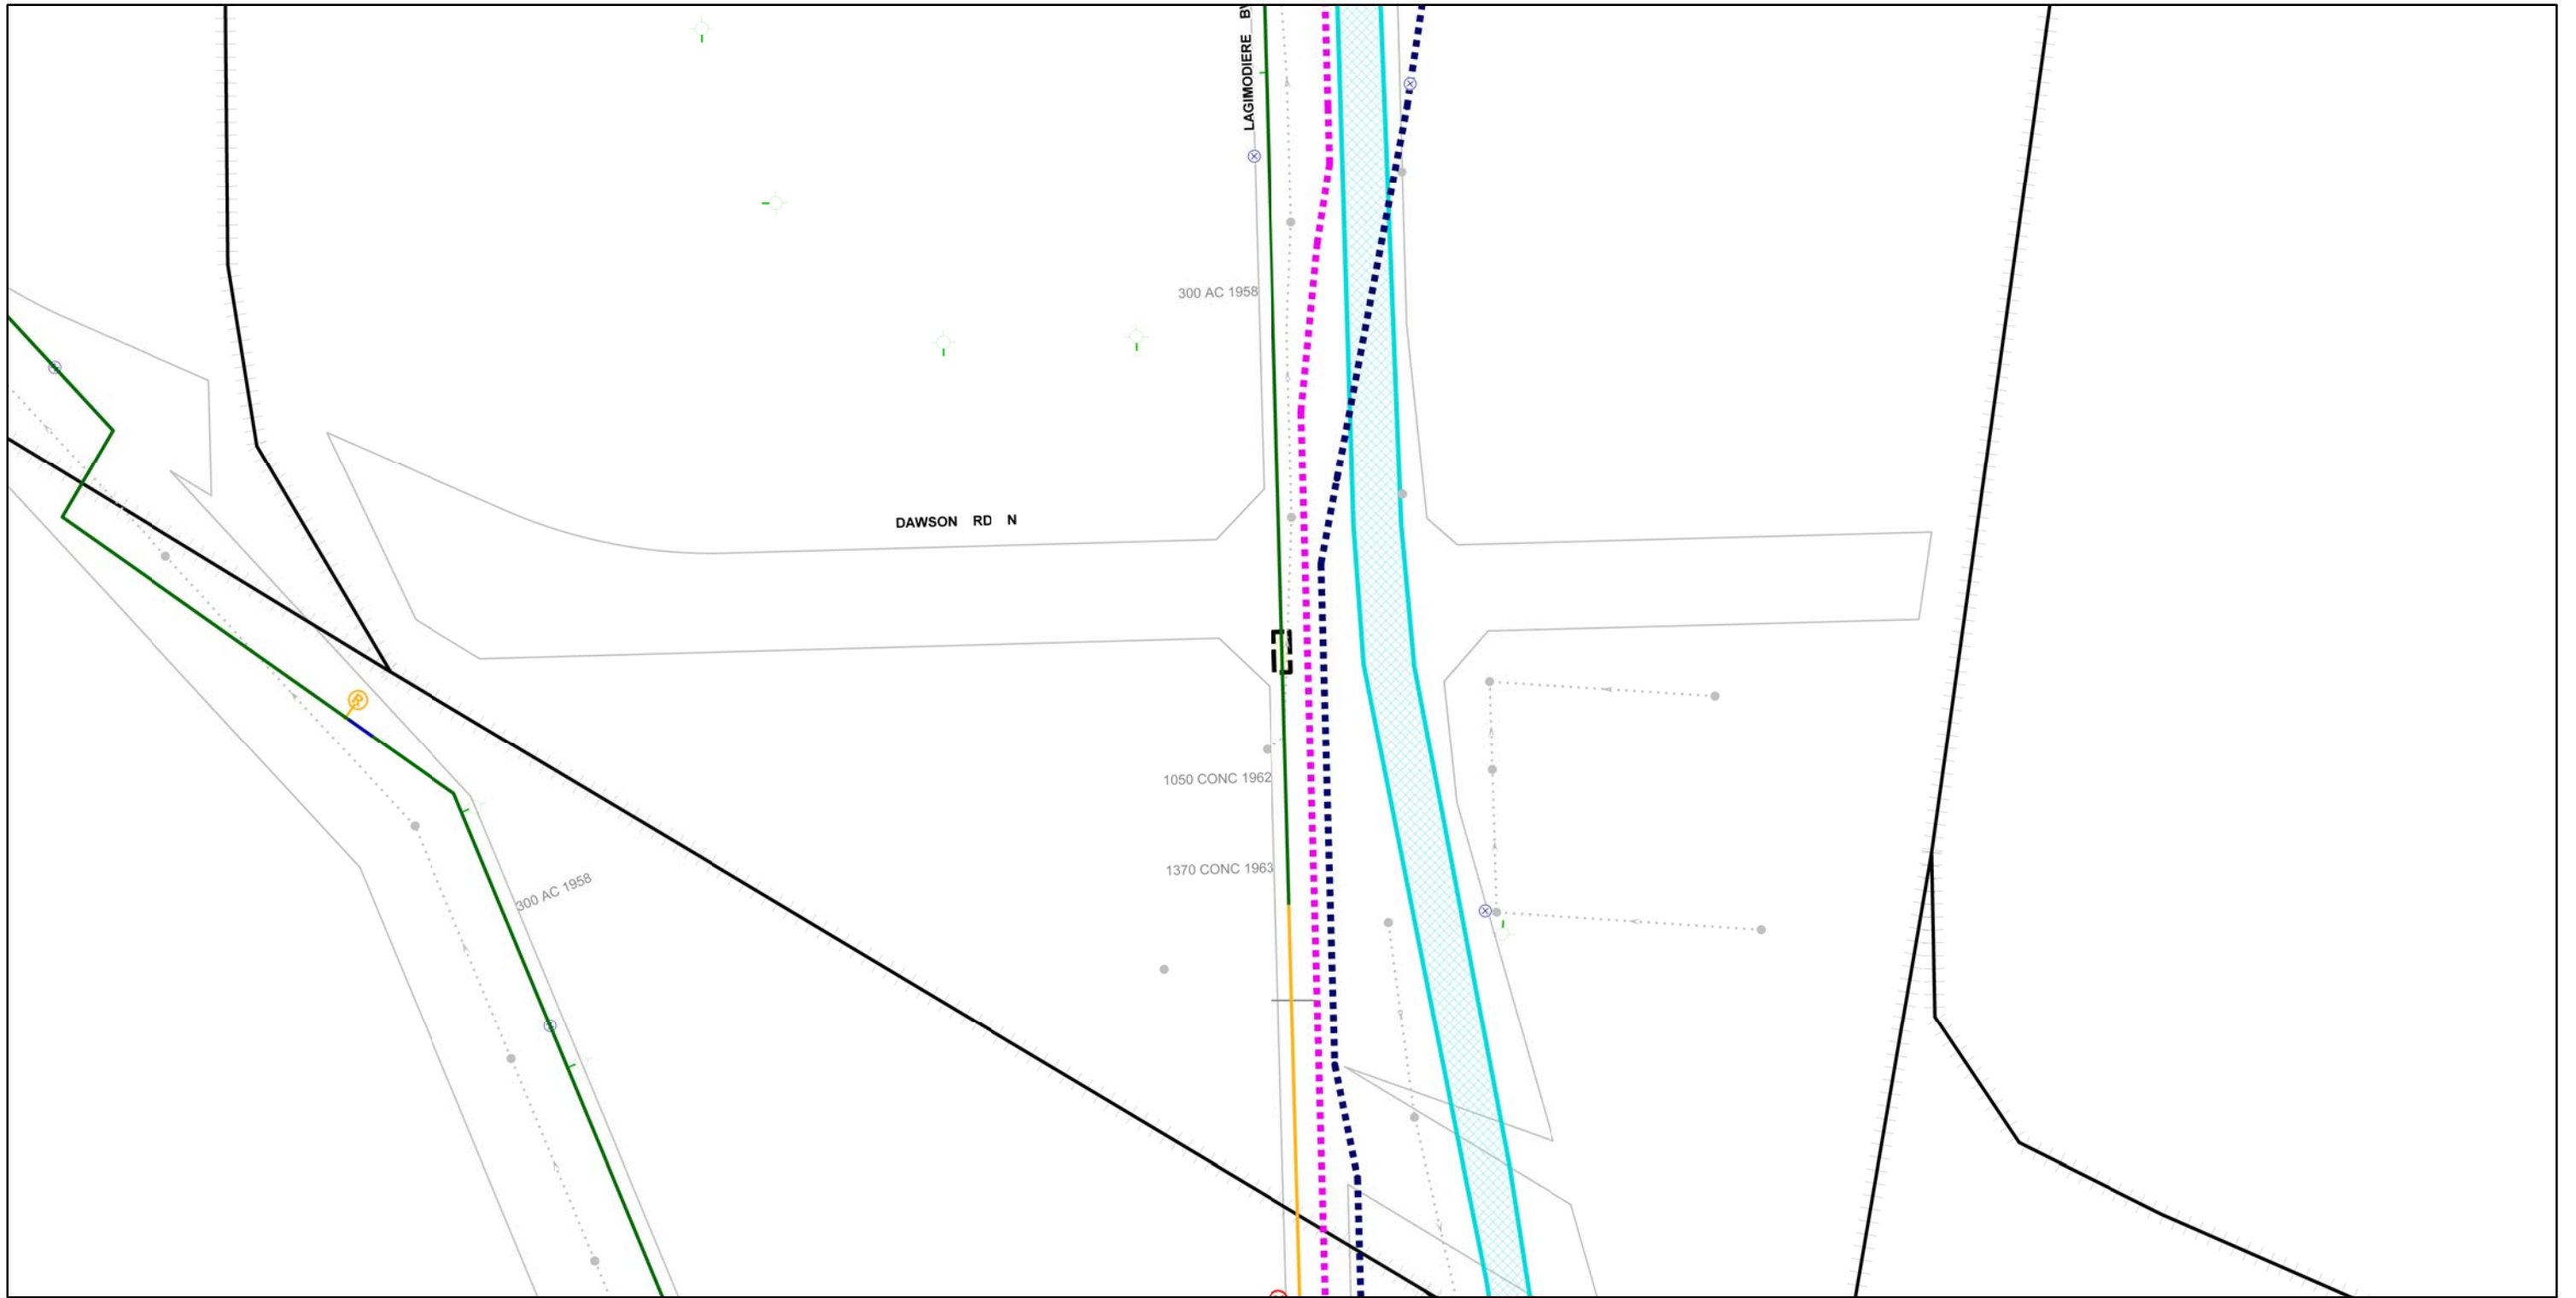 LAGIMODIERE BV
300 AC 1958
DAWSON RD N
1050 CONC 1962
1370 CONC 1963
300 AC 1958
R